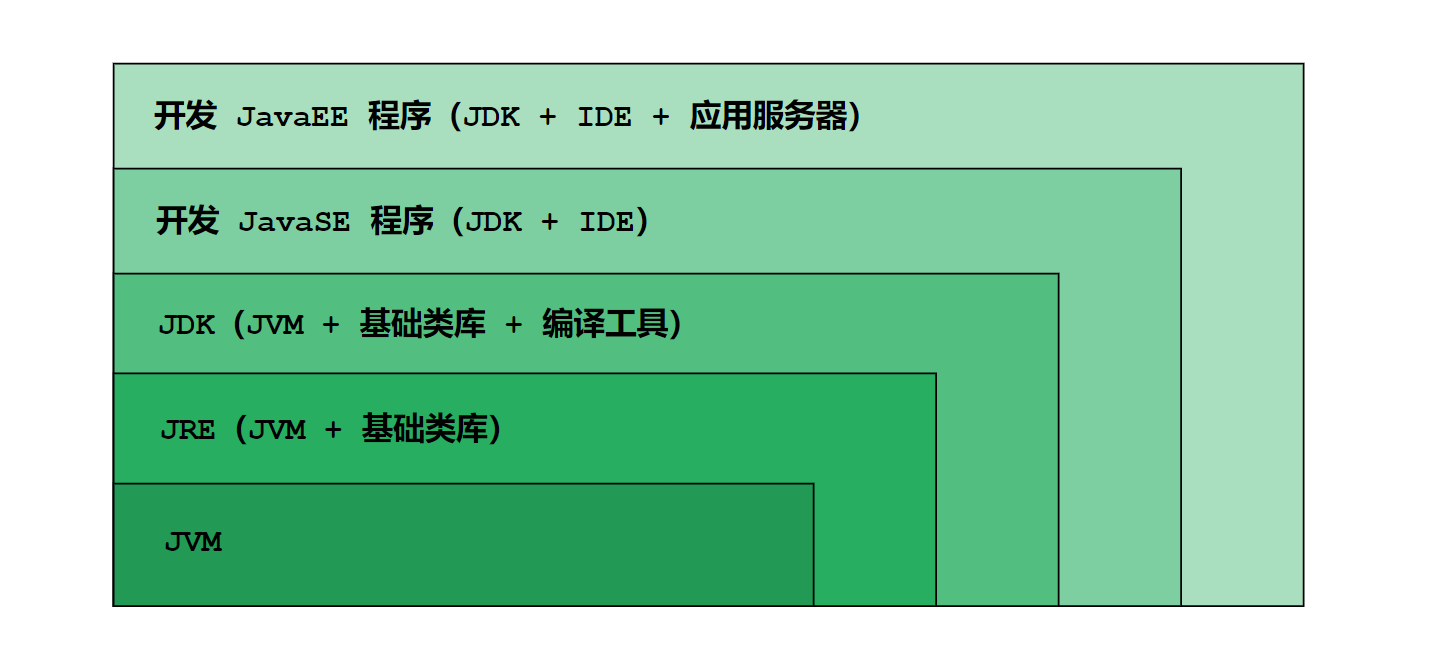 开发 JavaEE 程序（JDK + IDE + 应用服务器）
开发 JavaSE 程序（JDK + IDE）
JDK（JVM + 基础类库 + 编译工具）
JRE（JVM + 基础类库）
JVM